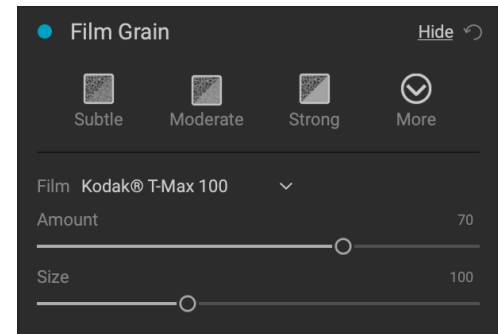 Film Grain Hide
Subtle Moderate Strong More
Film Kodak® T-Max 100
Amount 70
Size 100